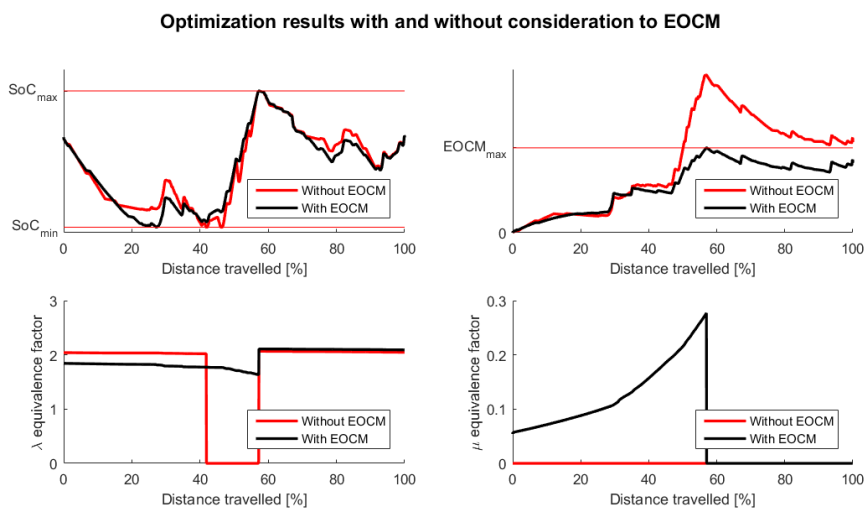 Optimization results with and without consideration to EOCM
SoCmax
SoCmin
Without EOCM
With EOCM
0 20 40 60 80 100
Distance travelled [%]
EOCMmax
0
Without EOCM
With EOCM
0 20 40 60 80 100
Distance travelled [%]
3
2
1
0
λ equivalence factor
Without EOCM
With EOCM
0 20 40 60 80 100
Distance travelled [%]
0.3
0.2
0.1
0
μ equivalence factor
Without EOCM
With EOCM
0 20 40 60 80 100
Distance travelled [%]